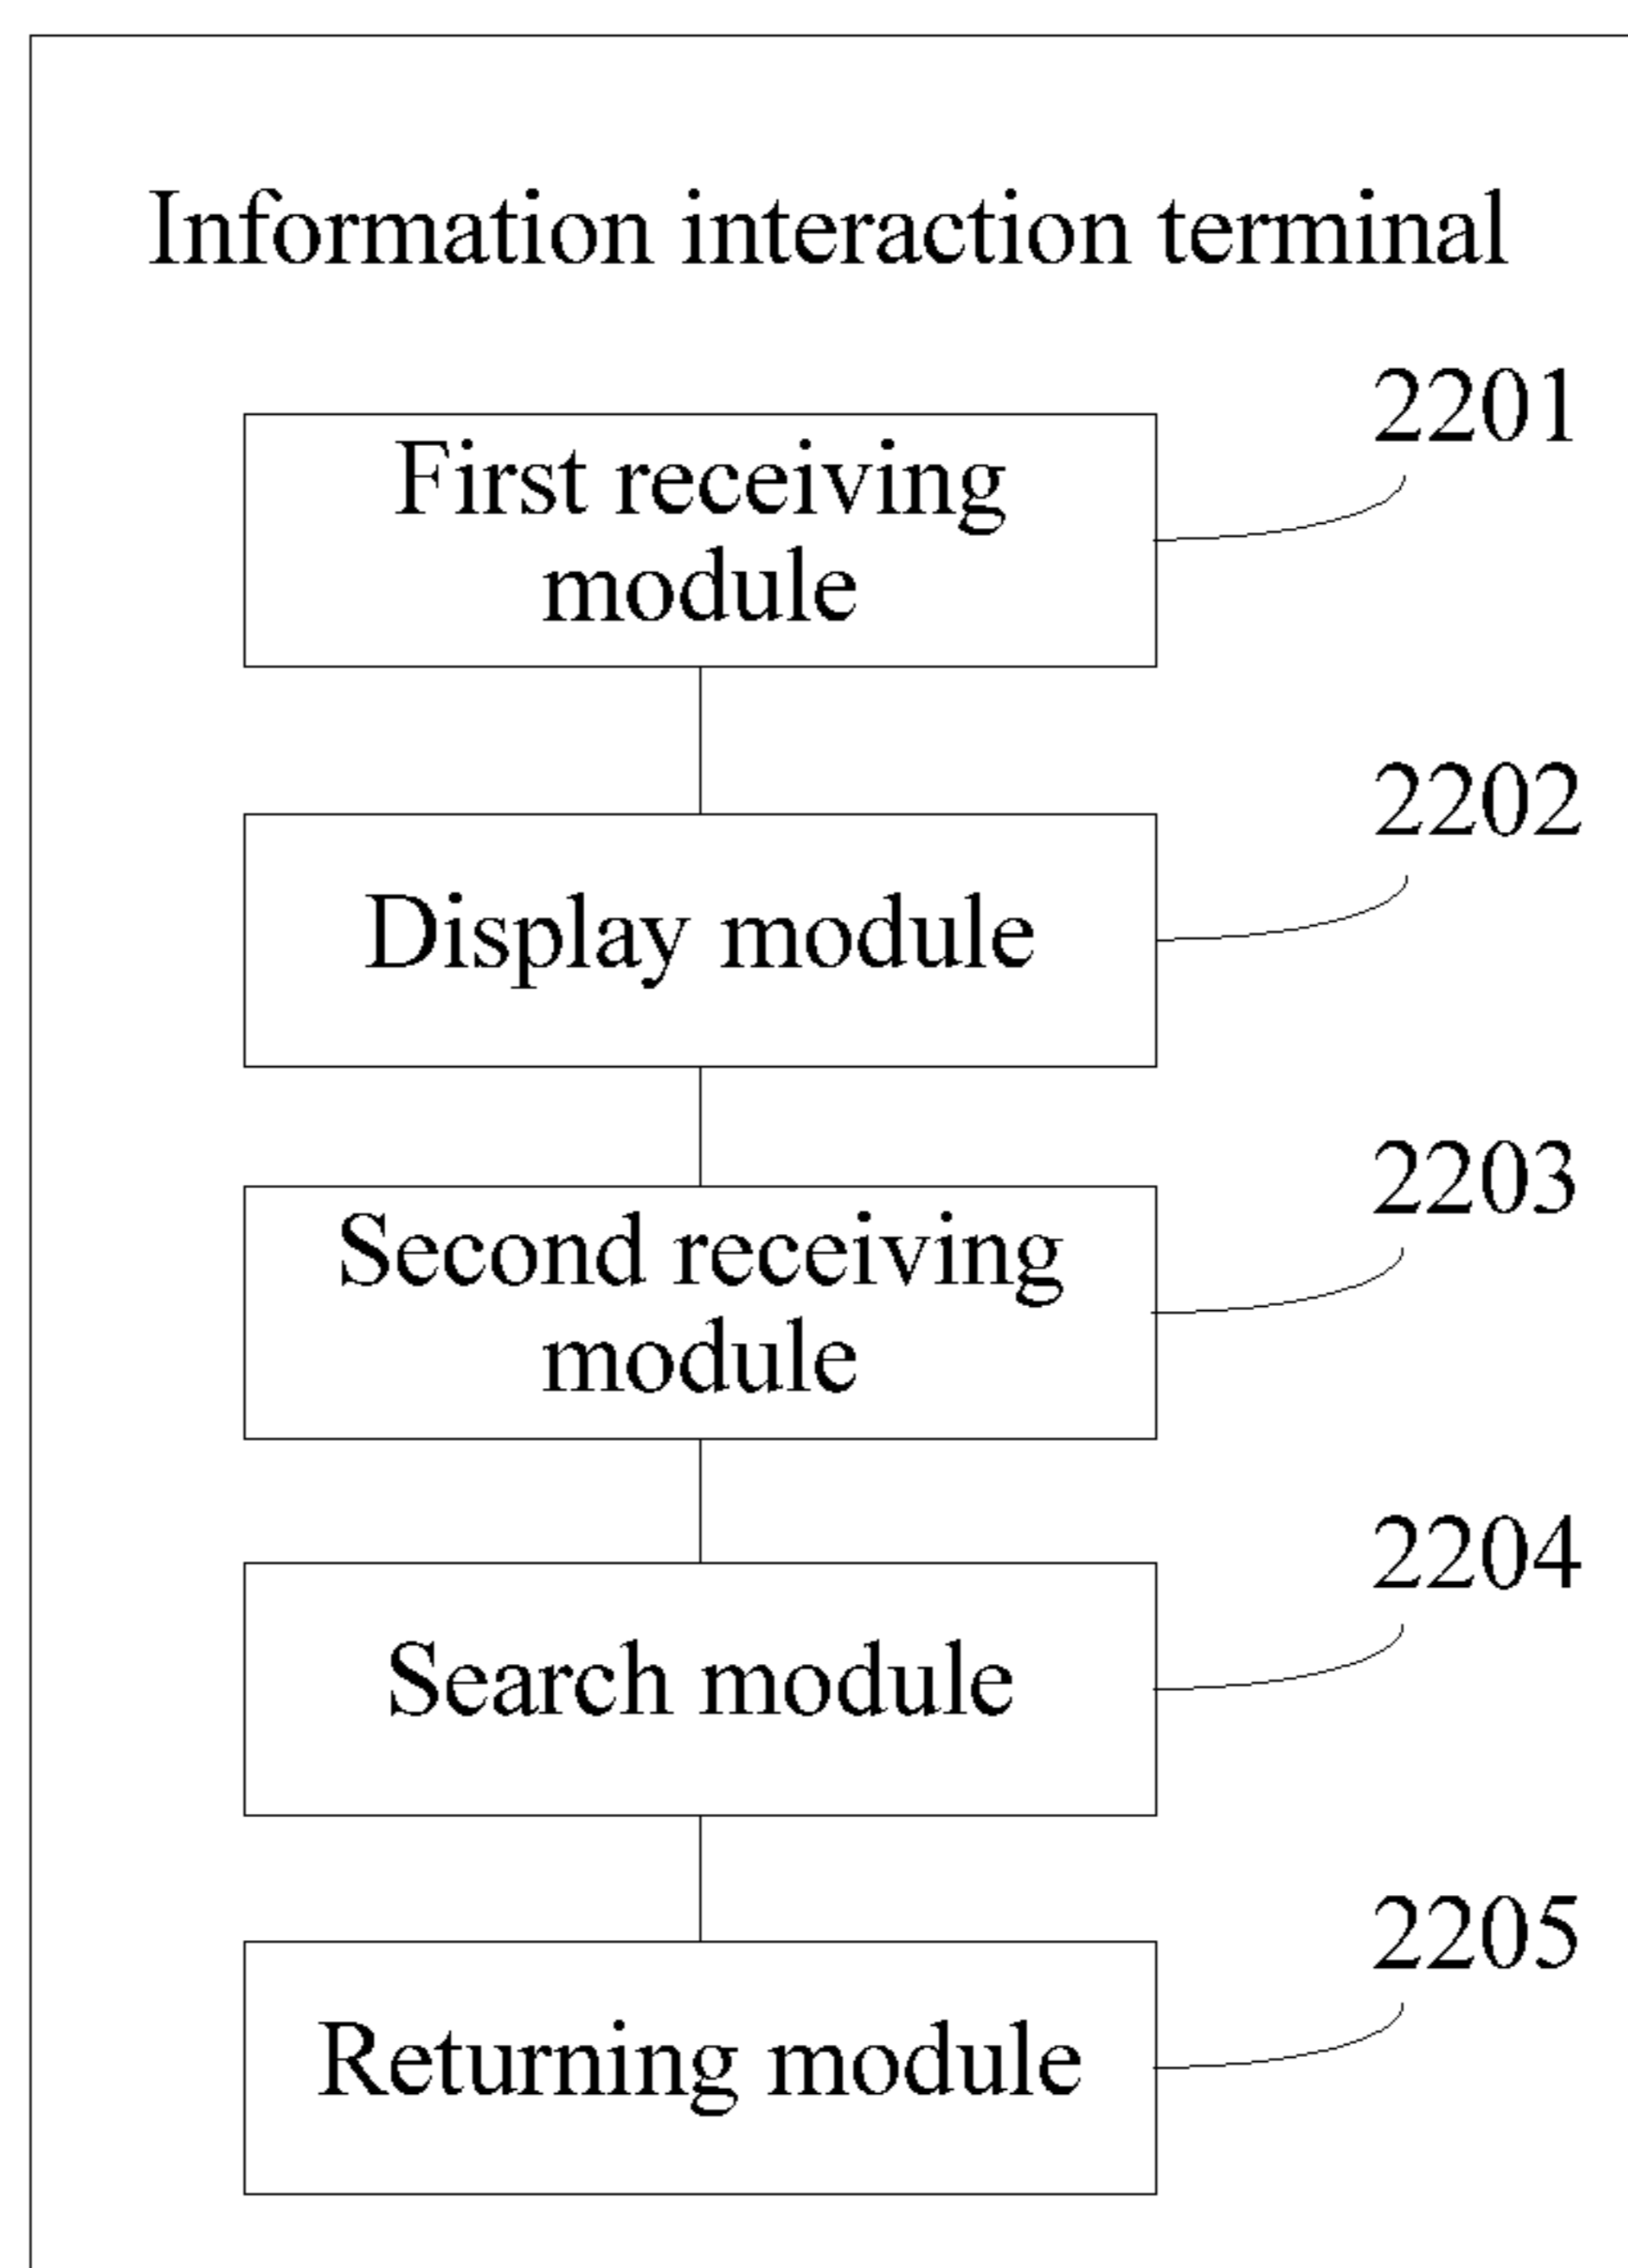 Information interaction terminal
2201
First receiving
module
2202
Display module
2203
Second receiving
module
2204
Search module
2205
Returning module